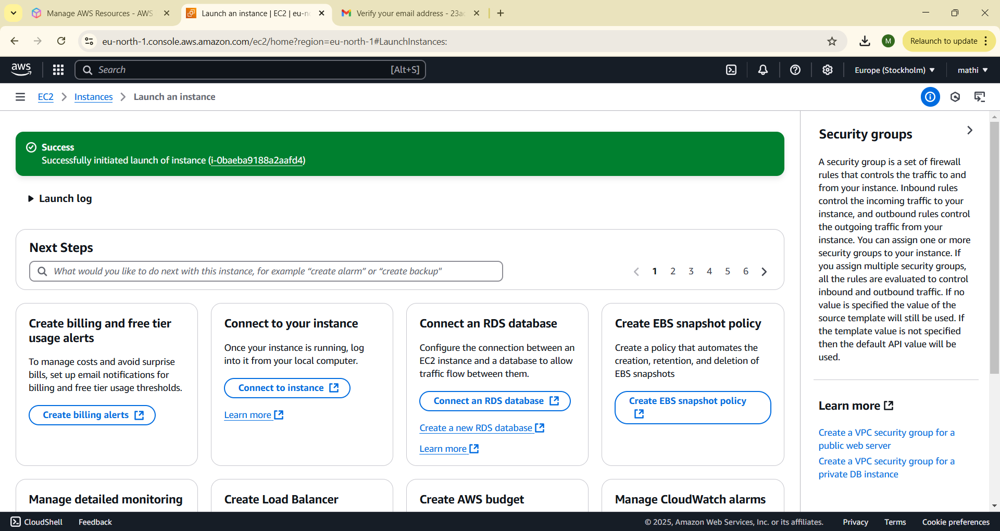 Manage AWS Resources - AWS
Launch an instance | EC2 | eu-n
Verify your email address - 23a
eu-north-1.console.aws.amazon.com/ec2/home?region=eu-north-1#LaunchInstances:
M
Relaunch to update
aws
Search
[Alt+S]
Europe (Stockholm)
mathi
EC2
Instances
Launch an instance
Success
Successfully initiated launch of instance (i-0baeba9188a2aafd4)
Launch log
Next Steps
What would you like to do next with this instance, for example “create alarm” or “create backup"
1 2 3 4 5 6
Create billing and free tier
usage alerts
To manage costs and avoid surprise
bills, set up email notifications for
billing and free tier usage thresholds.
Create billing alerts
Connect to your instance
Once your instance is running, log
into it from your local computer.
Connect to instance
Learn more
Connect an RDS database
Configure the connection between an
EC2 instance and a database to allow
traffic flow between them.
Connect an RDS database
Create a new RDS database
Learn more
Create EBS snapshot policy
Create a policy that automates the
creation, retention, and deletion of
EBS snapshots
Create EBS snapshot policy
Manage detailed monitoring
Create Load Balancer
Create AWS budget
Manage CloudWatch alarms
Security groups
A security group is a set of firewall
rules that controls the traffic to and
from your instance. Inbound rules
control the incoming traffic to your
instance, and outbound rules control
the outgoing traffic from your
instance. You can assign one or more
security groups to your instance. If
you assign multiple security groups,
all the rules are evaluated to control
inbound and outbound traffic. If no
value is specified the value of the
source template will still be used. If
the template value is not specified
then the default API value will be
used.
Learn more
Create a VPC security group for a
public web server
Create a VPC security group for a
private DB instance
CloudShell
Feedback
© 2025, Amazon Web Services, Inc. or its affiliates.
Privacy
Terms
Cookie preferences